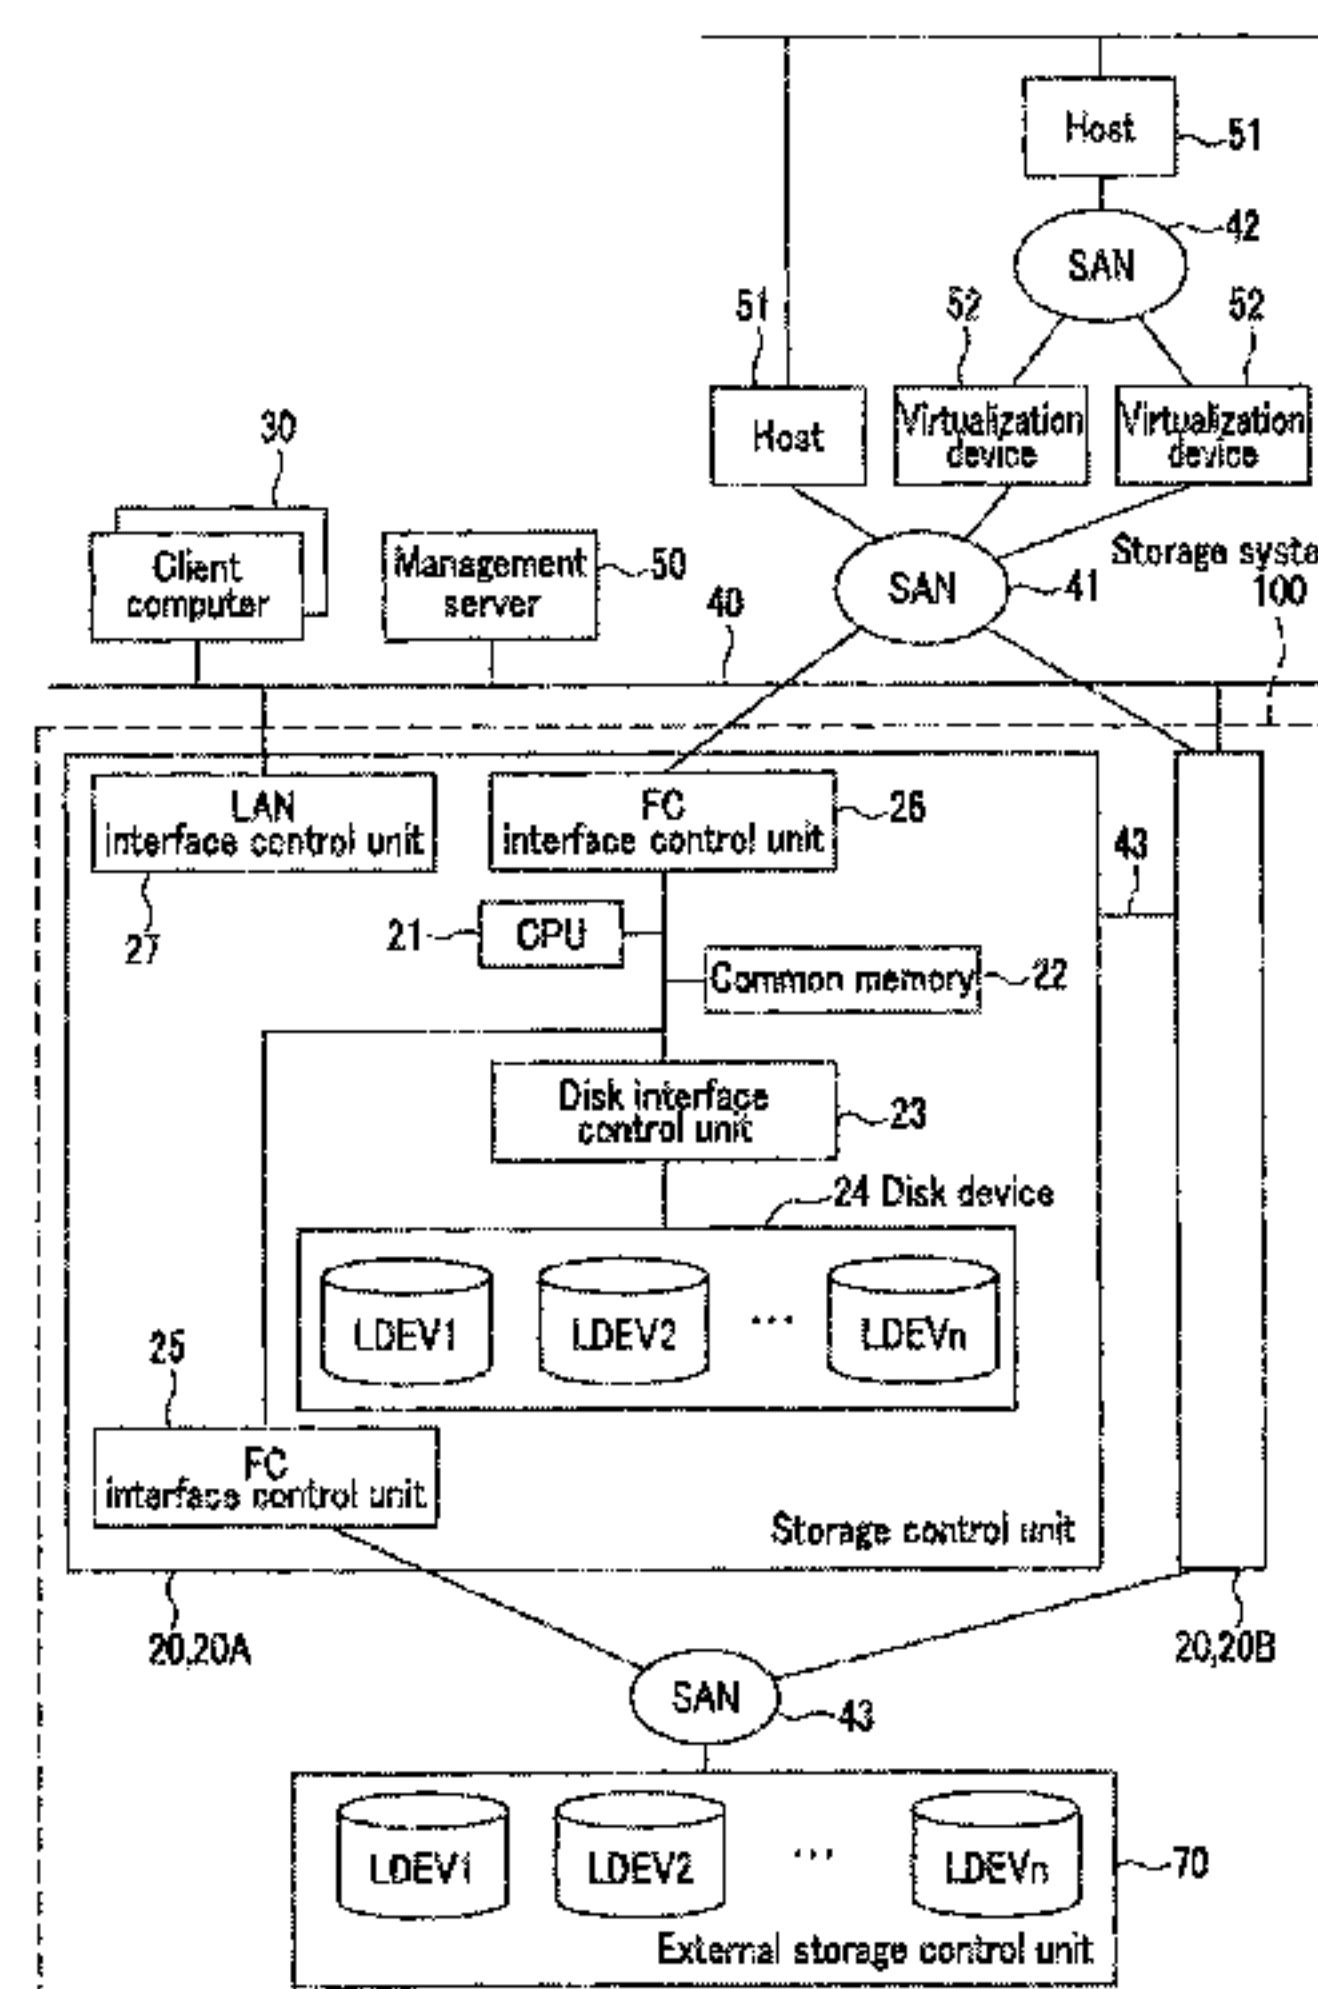 Host
51
42
SAN
51
52
52
Host
Virtualization
device
Virtualization
device
30
Client
computer
Management
server
50
SAN
41
Storage syste
100
40
LAN
interface control unit
27
FC
interface control unit
26
43
21
CPU
Common memory
22
Disk interface
control unit
23
24 Disk device
LDEV1
LDEV2
...
LDEVn
25
FC
interface control unit
Storage control unit
20,20A
20,20B
SAN
43
LDEV1
LDEV2
...
LDEVn
70
External storage control unit